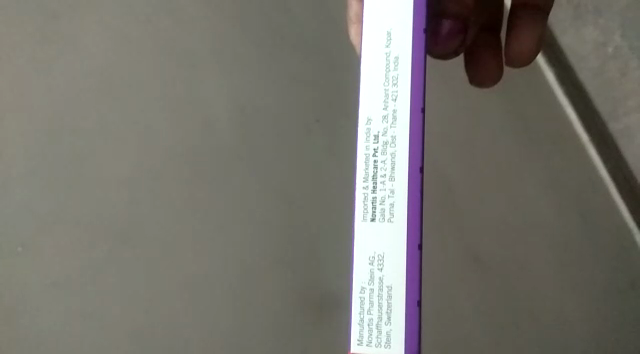 Manufactured by
Novartis Pharma Stein AG.,
Schaffhauserstrasse, 4332,
Stein, Switzerland.
Imported & Marketed in India by:
Novartis Healthcare Pvt. Ltd.,
Gala No. 1-A & 2-A, Bldg. No. 28, Arihant Compound, Kopar
Purna, Tal - Bhiwandi, Dist - Thane - 421 302, India